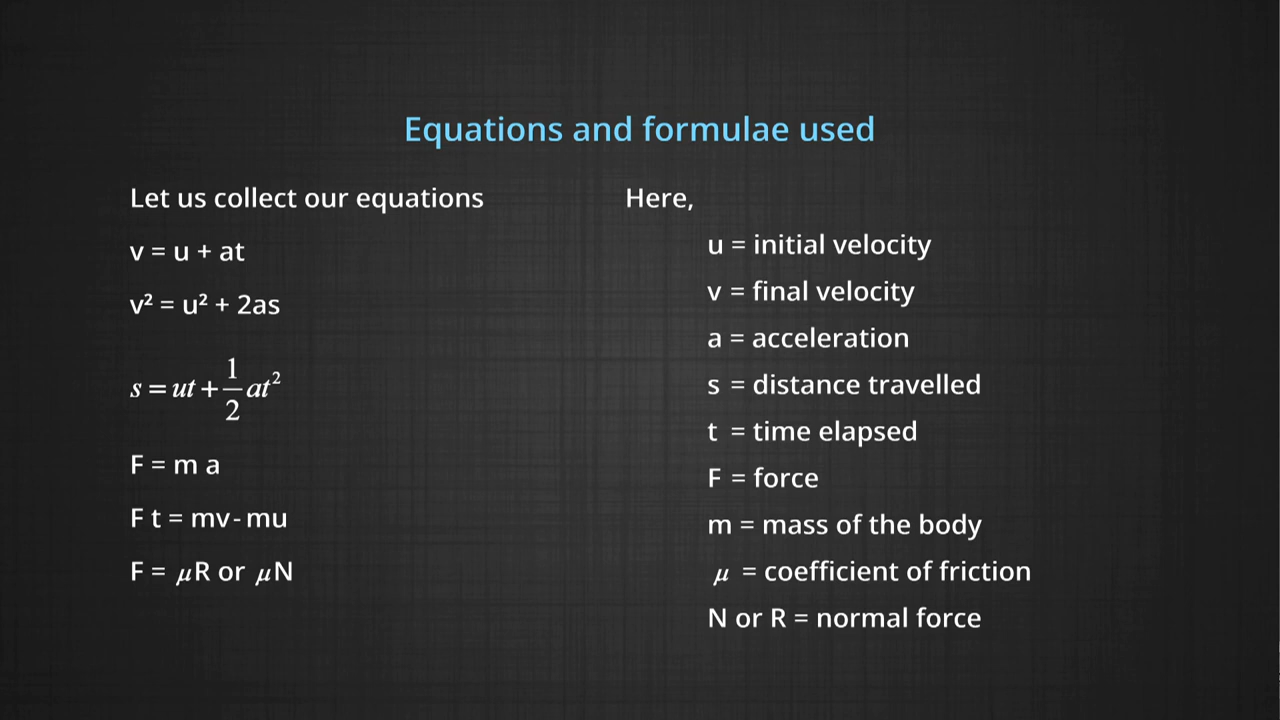 Equations and formulae used
Let us collect our equations
v = u + at
v² = u² + 2as
s = ut + 1/2 at²
F = m a
F t = mv - mu
F = μR or μN
Here,
u = initial velocity
v = final velocity
a = acceleration
s = distance travelled
t = time elapsed
F = force
m = mass of the body
μ = coefficient of friction
N or R = normal force